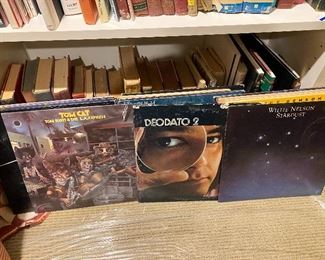 TOM CAT
TOM SCOTT & THE L.A. EXPRESS
DEODATO 2
WILLIE NELSON
STARDUST